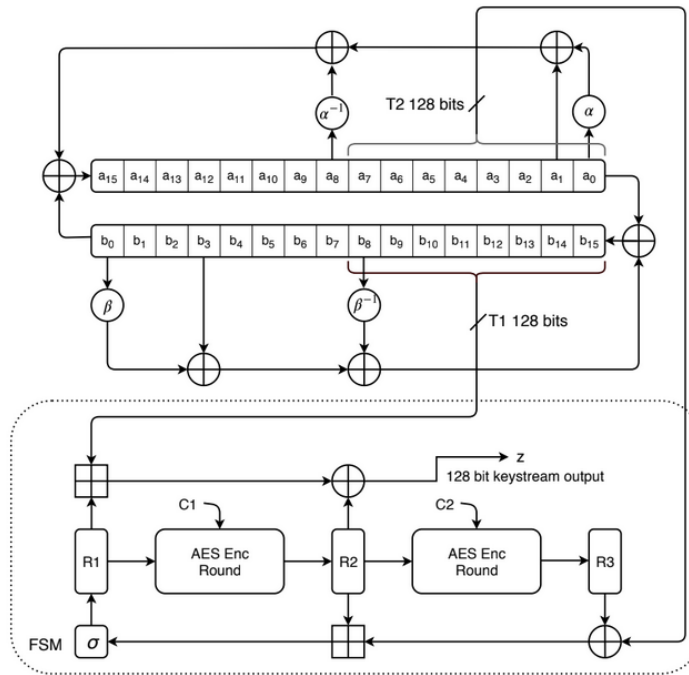 T2 128 bits
α⁻¹
α
a₁₅ a₁₄ a₁₃ a₁₂ a₁₁ a₁₀ a₉ a₈ a₇ a₆ a₅ a₄ a₃ a₂ a₁ a₀
b₀ b₁ b₂ b₃ b₄ b₅ b₆ b₇ b₈ b₉ b₁₀ b₁₁ b₁₂ b₁₃ b₁₄ b₁₅
β
β⁻¹
T1 128 bits
z
128 bit keystream output
C1
C2
R1
AES Enc
Round
R2
AES Enc
Round
R3
FSM
σ